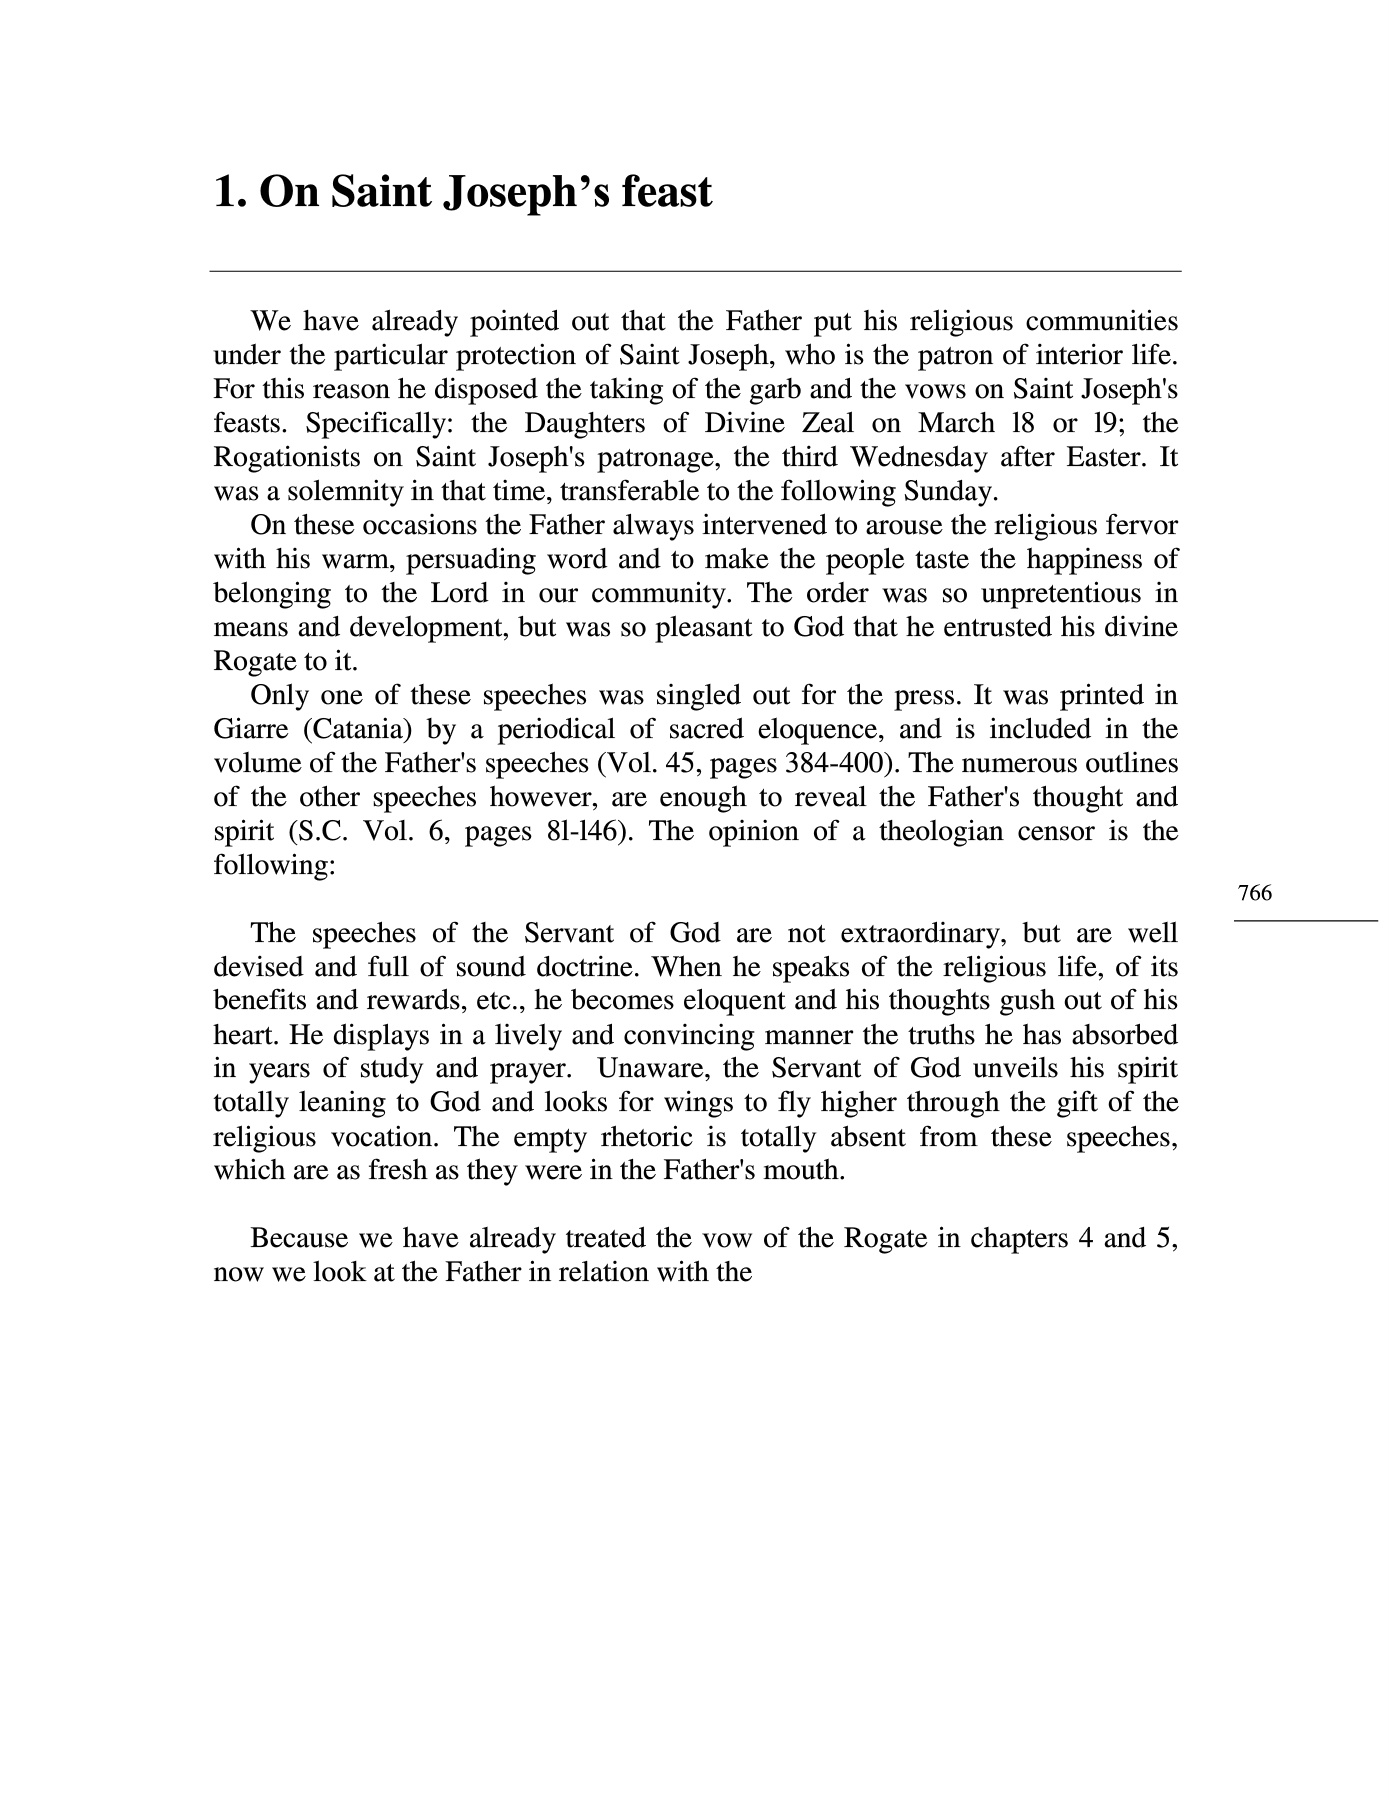 1. On Saint Joseph’s feast
We have already pointed out that the Father put his religious communities
under the particular protection of Saint Joseph, who is the patron of interior life.
For this reason he disposed the taking of the garb and the vows on Saint Joseph's
feasts. Specifically: the Daughters of Divine Zeal on March l8 or l9; the
Rogationists on Saint Joseph's patronage, the third Wednesday after Easter. It
was a solemnity in that time, transferable to the following Sunday.
On these occasions the Father always intervened to arouse the religious fervor
with his warm, persuading word and to make the people taste the happiness of
belonging to the Lord in our community. The order was so unpretentious in
means and development, but was so pleasant to God that he entrusted his divine
Rogate to it.
Only one of these speeches was singled out for the press. It was printed in
Giarre (Catania) by a periodical of sacred eloquence, and is included in the
volume of the Father's speeches (Vol. 45, pages 384-400). The numerous outlines
of the other speeches however, are enough to reveal the Father's thought and
spirit (S.C. Vol. 6, pages 8l-l46). The opinion of a theologian censor is the
following:
766
The speeches of the Servant of God are not extraordinary, but are well
devised and full of sound doctrine. When he speaks of the religious life, of its
benefits and rewards, etc., he becomes eloquent and his thoughts gush out of his
heart. He displays in a lively and convincing manner the truths he has absorbed
in years of study and prayer.  Unaware, the Servant of God unveils his spirit
totally leaning to God and looks for wings to fly higher through the gift of the
religious vocation. The empty rhetoric is totally absent from these speeches,
which are as fresh as they were in the Father's mouth.
Because we have already treated the vow of the Rogate in chapters 4 and 5,
now we look at the Father in relation with the